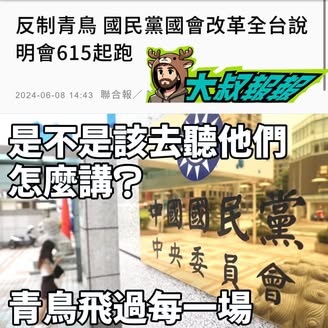 反制青鳥 國民黨國會改革全台說
明會615起跑
2024-06-08 14:43 聯合報／
大叔報報
是不是該去聽他們
怎麼講？
中國國民黨
中央委員會
青鳥飛過每一場